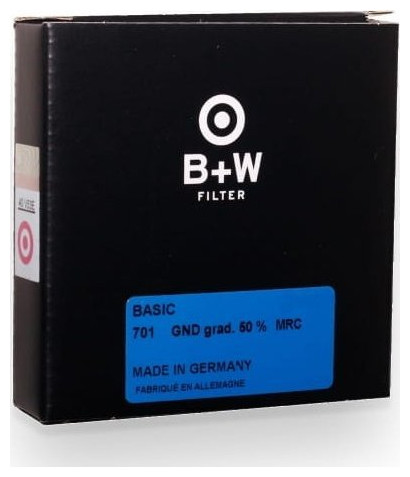 B+W
FILTER
BASIC
701 GND grad. 50 % MRC
MADE IN GERMANY
FABRIQUÉ EN ALLEMAGNE